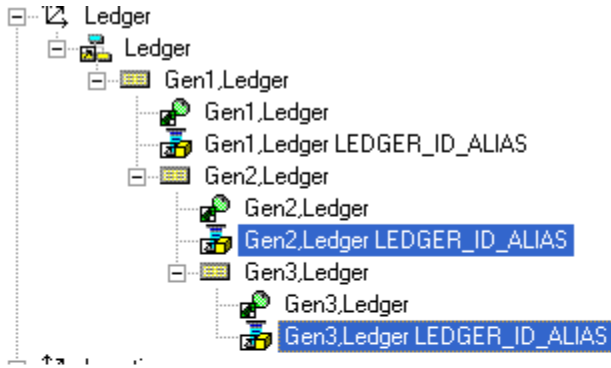 Ledger
Ledger
Gen1,Ledger
Gen1,Ledger
Gen1,Ledger LEDGER_ID_ALIAS
Gen2,Ledger
Gen2,Ledger
Gen2,Ledger LEDGER_ID_ALIAS
Gen3,Ledger
Gen3,Ledger
Gen3,Ledger LEDGER_ID_ALIAS